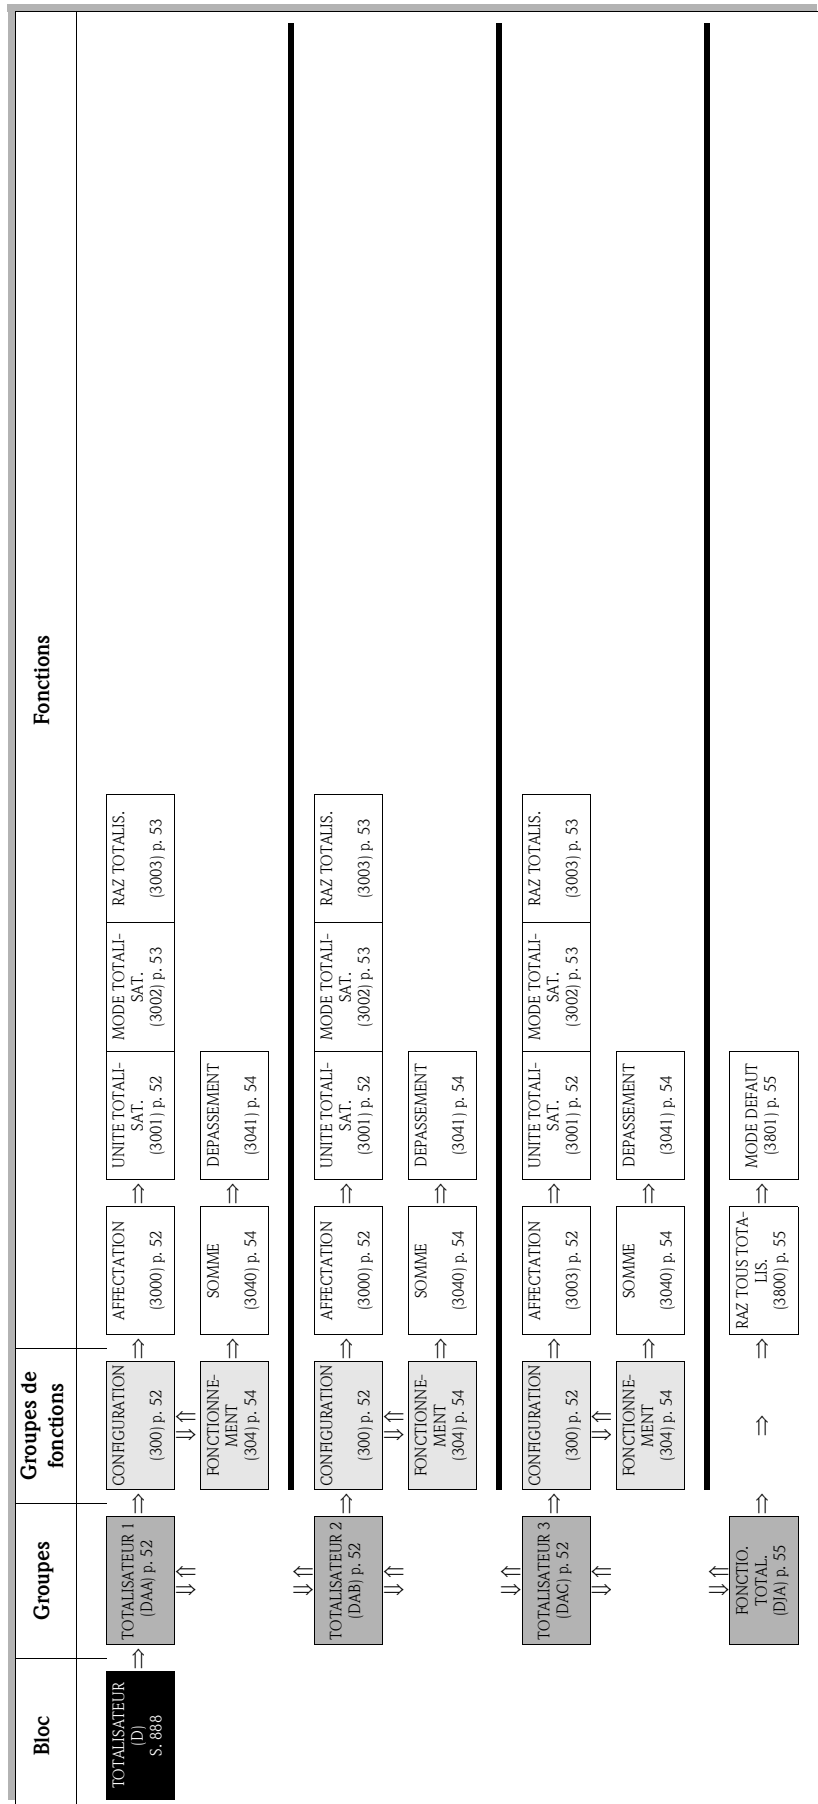 Bloc
Groupes
Groupes de
fonctions
Fonctions
TOTALISATEUR
(D)
S. 888
⇒
TOTALISATEUR 1
(DAA) p. 52
⇒
CONFIGURATION
(300) p. 52
⇒
AFFECTATION
(3000) p. 52
⇒
UNITE TOTALI-
SAT.
(3001) p. 52
MODE TOTALI-
SAT.
(3002) p. 53
RAZ TOTALIS.
(3003) p. 53
FONCTIONNE-
MENT
(304) p. 54
⇒
SOMME
(3040) p. 54
⇒
DEPASSEMENT
(3041) p. 54
TOTALISATEUR 2
(DAB) p. 52
⇒
CONFIGURATION
(300) p. 52
⇒
AFFECTATION
(3000) p. 52
⇒
UNITE TOTALI-
SAT.
(3001) p. 52
MODE TOTALI-
SAT.
(3002) p. 53
RAZ TOTALIS.
(3003) p. 53
FONCTIONNE-
MENT
(304) p. 54
⇒
SOMME
(3040) p. 54
⇒
DEPASSEMENT
(3041) p. 54
TOTALISATEUR 3
(DAC) p. 52
⇒
CONFIGURATION
(300) p. 52
⇒
AFFECTATION
(3003) p. 52
⇒
UNITE TOTALI-
SAT.
(3001) p. 52
MODE TOTALI-
SAT.
(3002) p. 53
RAZ TOTALIS.
(3003) p. 53
FONCTIONNE-
MENT
(304) p. 54
⇒
SOMME
(3040) p. 54
⇒
DEPASSEMENT
(3041) p. 54
FONCTIO.
TOTAL.
(DJA) p. 55
⇒
⇒
⇒
RAZ TOUS TOTA-
LIS.
(3800) p. 55
⇒
MODE DEFAUT
(3801) p. 55